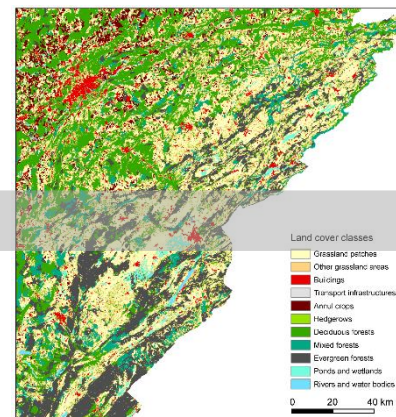 Land cover classes
Grassland patches
Other grassland areas
Buildings
Transport infrastructures
Annul crops
Hedgerows
Deciduous forests
Mixed forests
Evergreen forests
Ponds and wetlands
Rivers and water bodies
0 20 40 km